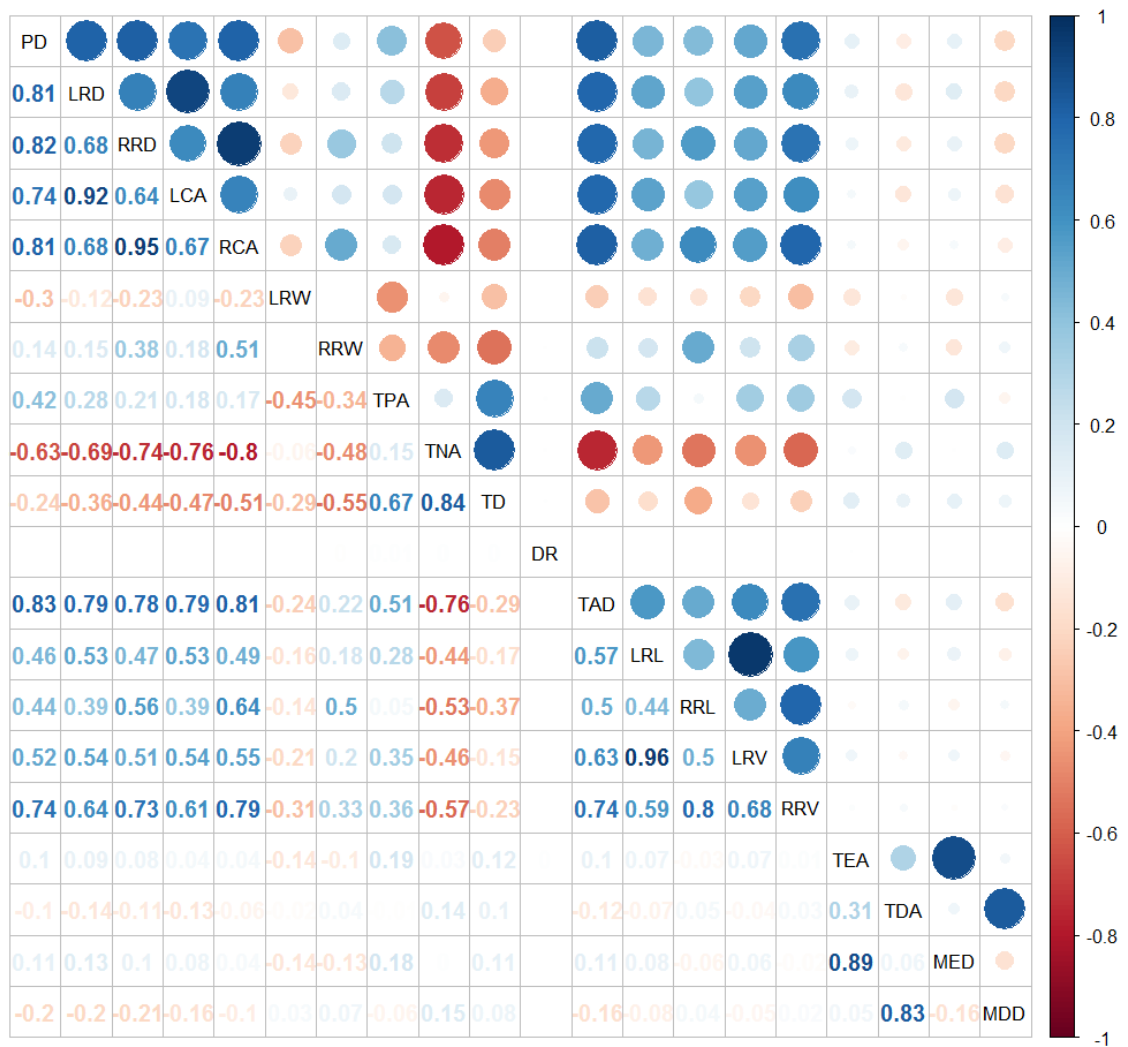 PD
0.81 LRD
0.82 0.68 RRD
0.74 0.92 0.64 LCA
0.81 0.68 0.95 0.67 RCA
-0.3 -0.12 -0.23 0.09 -0.23 LRW
0.14 0.15 0.38 0.18 0.51 RRW
0.42 0.28 0.21 0.18 0.17 -0.45 -0.34 TPA
-0.63 -0.69 -0.74 -0.76 -0.8 -0.06 -0.48 0.15 TNA
-0.24 -0.36 -0.44 -0.47 -0.51 -0.29 -0.55 0.67 0.84 TD
DR
0.83 0.79 0.78 0.79 0.81 -0.24 0.22 0.51 -0.76 -0.29 TAD
0.46 0.53 0.47 0.53 0.49 -0.16 0.18 0.28 -0.44 -0.17 0.57 LRL
0.44 0.39 0.56 0.39 0.64 -0.14 0.5 0.05 -0.53 -0.37 0.5 0.44 RRL
0.52 0.54 0.51 0.54 0.55 -0.21 0.2 0.35 -0.46 -0.15 0.63 0.96 0.5 LRV
0.74 0.64 0.73 0.61 0.79 -0.31 0.33 0.36 -0.57 -0.23 0.74 0.59 0.8 0.68 RRV
0.1 0.09 0.08 0.04 0.04 -0.14 -0.1 0.19 0.03 0.12 0.1 0.07 -0.03 0.07 TEA
-0.1 -0.14 -0.11 -0.13 -0.06 0.04 0.14 0.1 -0.12 -0.07 0.05 -0.04 0.03 0.31 TDA
0.11 0.13 0.1 0.08 0.04 -0.14 -0.13 0.18 0.11 0.11 0.08 -0.06 0.06 0.89 0.06 MED
-0.2 -0.2 -0.21 -0.16 -0.1 0.03 0.07 -0.06 0.15 0.08 -0.16 -0.08 0.04 -0.05 0.02 0.05 0.83 -0.16 MDD
1
0.8
0.6
0.4
0.2
0
-0.2
-0.4
-0.6
-0.8
-1